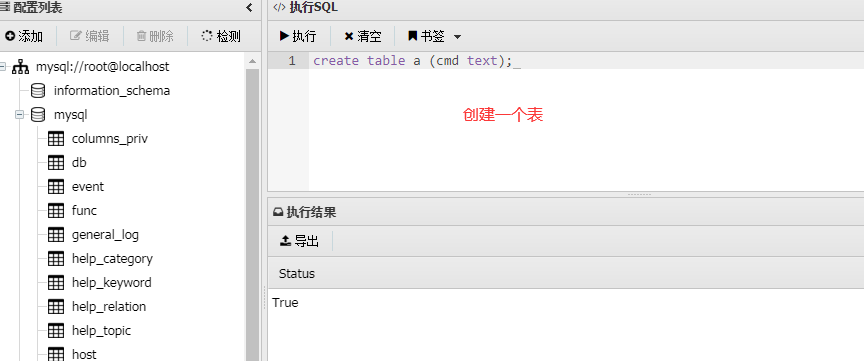 配置列表
添加 编辑 删除 检测
mysql://root@localhost
information_schema
mysql
columns_priv
db
event
func
general_log
help_category
help_keyword
help_relation
help_topic
host
</> 执行SQL
执行 清空 书签
1 create table a (cmd text);_
创建一个表
执行结果
导出
Status
True